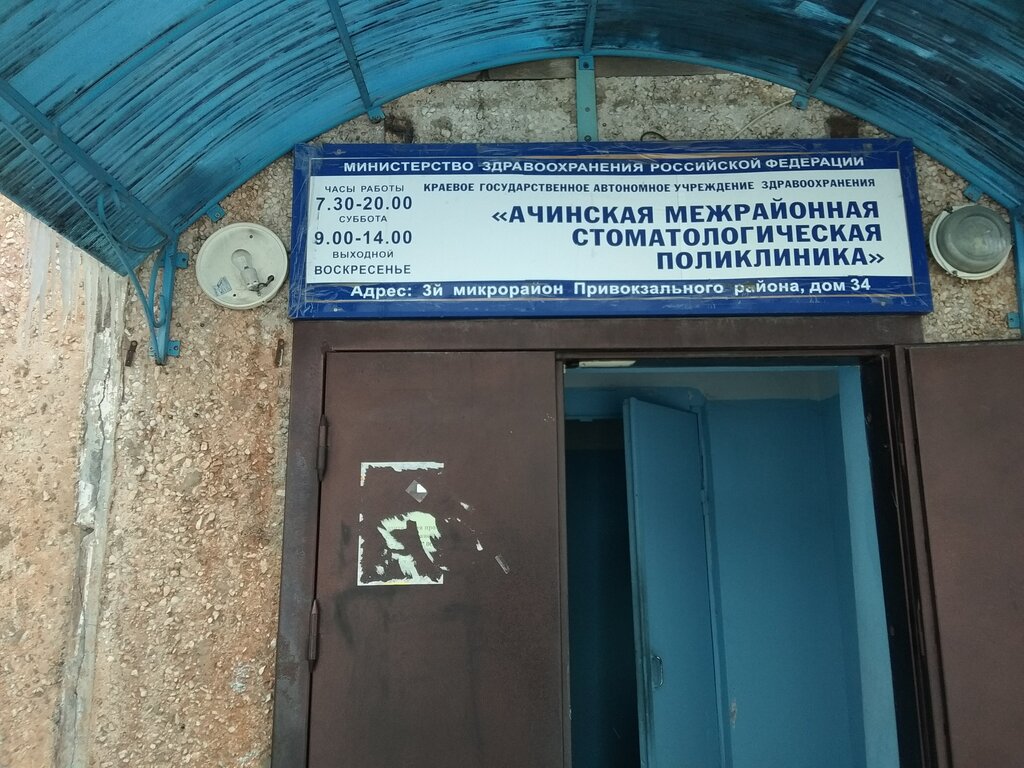 МИНИСТЕРСТВО ЗДРАВООХРАНЕНИЯ РОССИЙСКОЙ ФЕДЕРАЦИИ
ЧАСЫ РАБОТЫ
7.30-20.00
СУББОТА
9.00-14.00
ВЫХОДНОЙ
ВОСКРЕСЕНЬЕ
КРАЕВОЕ ГОСУДАРСТВЕННОЕ АВТОНОМНОЕ УЧРЕЖДЕНИЕ ЗДРАВООХРАНЕНИЯ
«АЧИНСКАЯ МЕЖРАЙОННАЯ
СТОМАТОЛОГИЧЕСКАЯ
ПОЛИКЛИНИКА»
Адрес: 3й микрорайон Привокзального района, дом 34